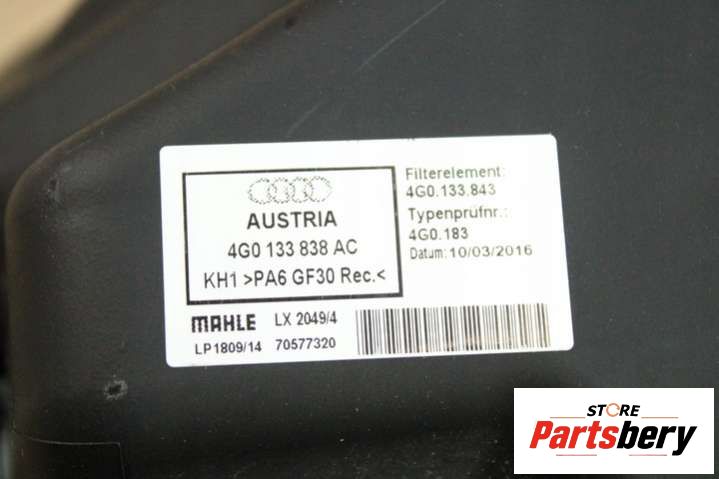 AUSTRIA
4G0 133 838 AC
KH1 >PA6 GF30 Rec.<
Filterelement:
4G0.133.843
Typenprüfnr.:
4G0.183
Datum: 10/03/2016
MAHLE LX 2049/4
LP1809/14 70577320
STORE
Partsbery